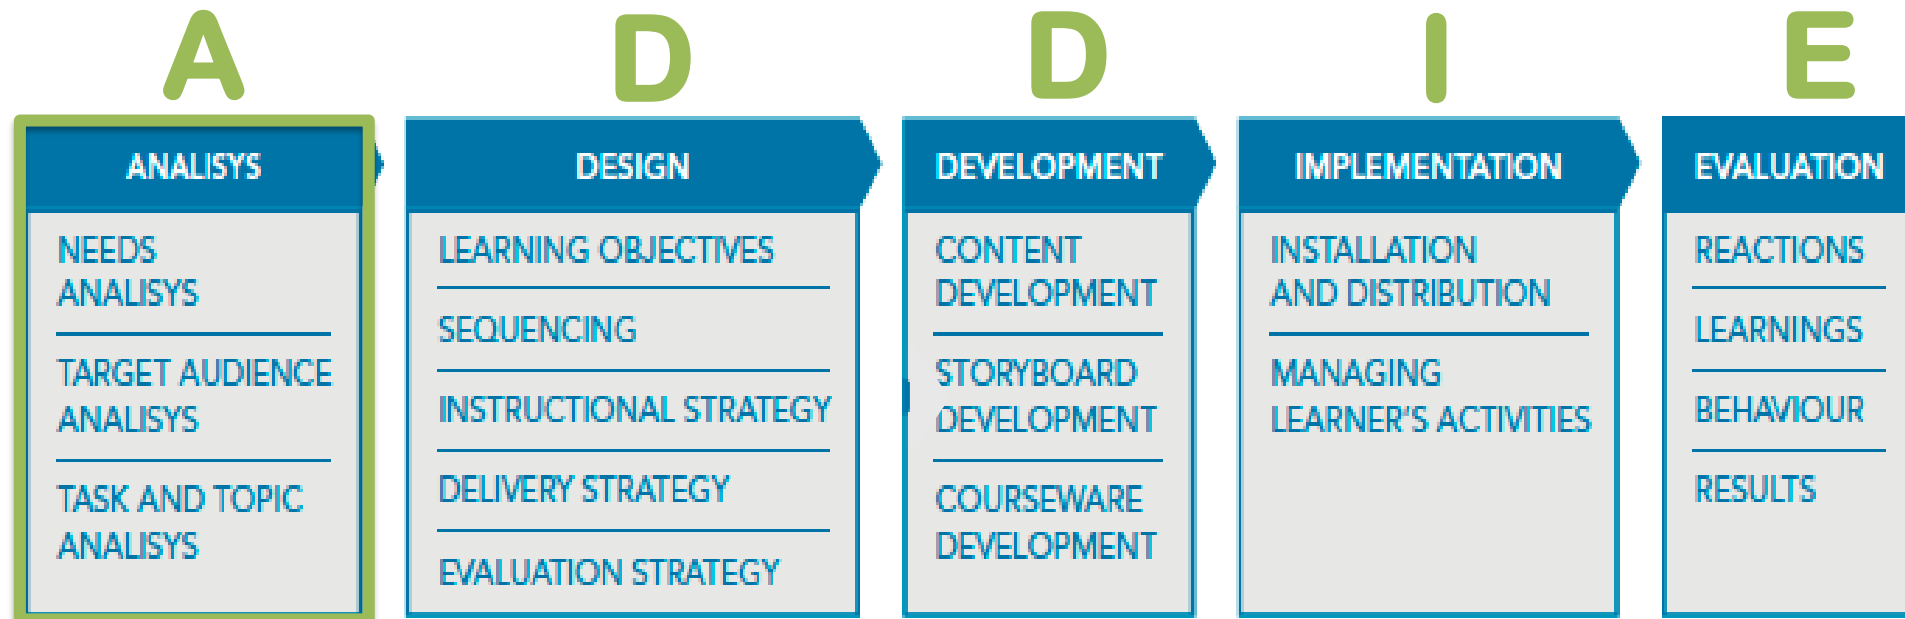 A
D
D
I
E
ANALISYS
NEEDS
ANALISYS
TARGET AUDIENCE
ANALISYS
TASK AND TOPIC
ANALISYS
DESIGN
LEARNING OBJECTIVES
SEQUENCING
INSTRUCTIONAL STRATEGY
DELIVERY STRATEGY
EVALUATION STRATEGY
DEVELOPMENT
CONTENT
DEVELOPMENT
STORYBOARD
DEVELOPMENT
COURSEWARE
DEVELOPMENT
IMPLEMENTATION
INSTALLATION
AND DISTRIBUTION
MANAGING
LEARNER'S ACTIVITIES
EVALUATION
REACTIONS
LEARNINGS
BEHAVIOUR
RESULTS